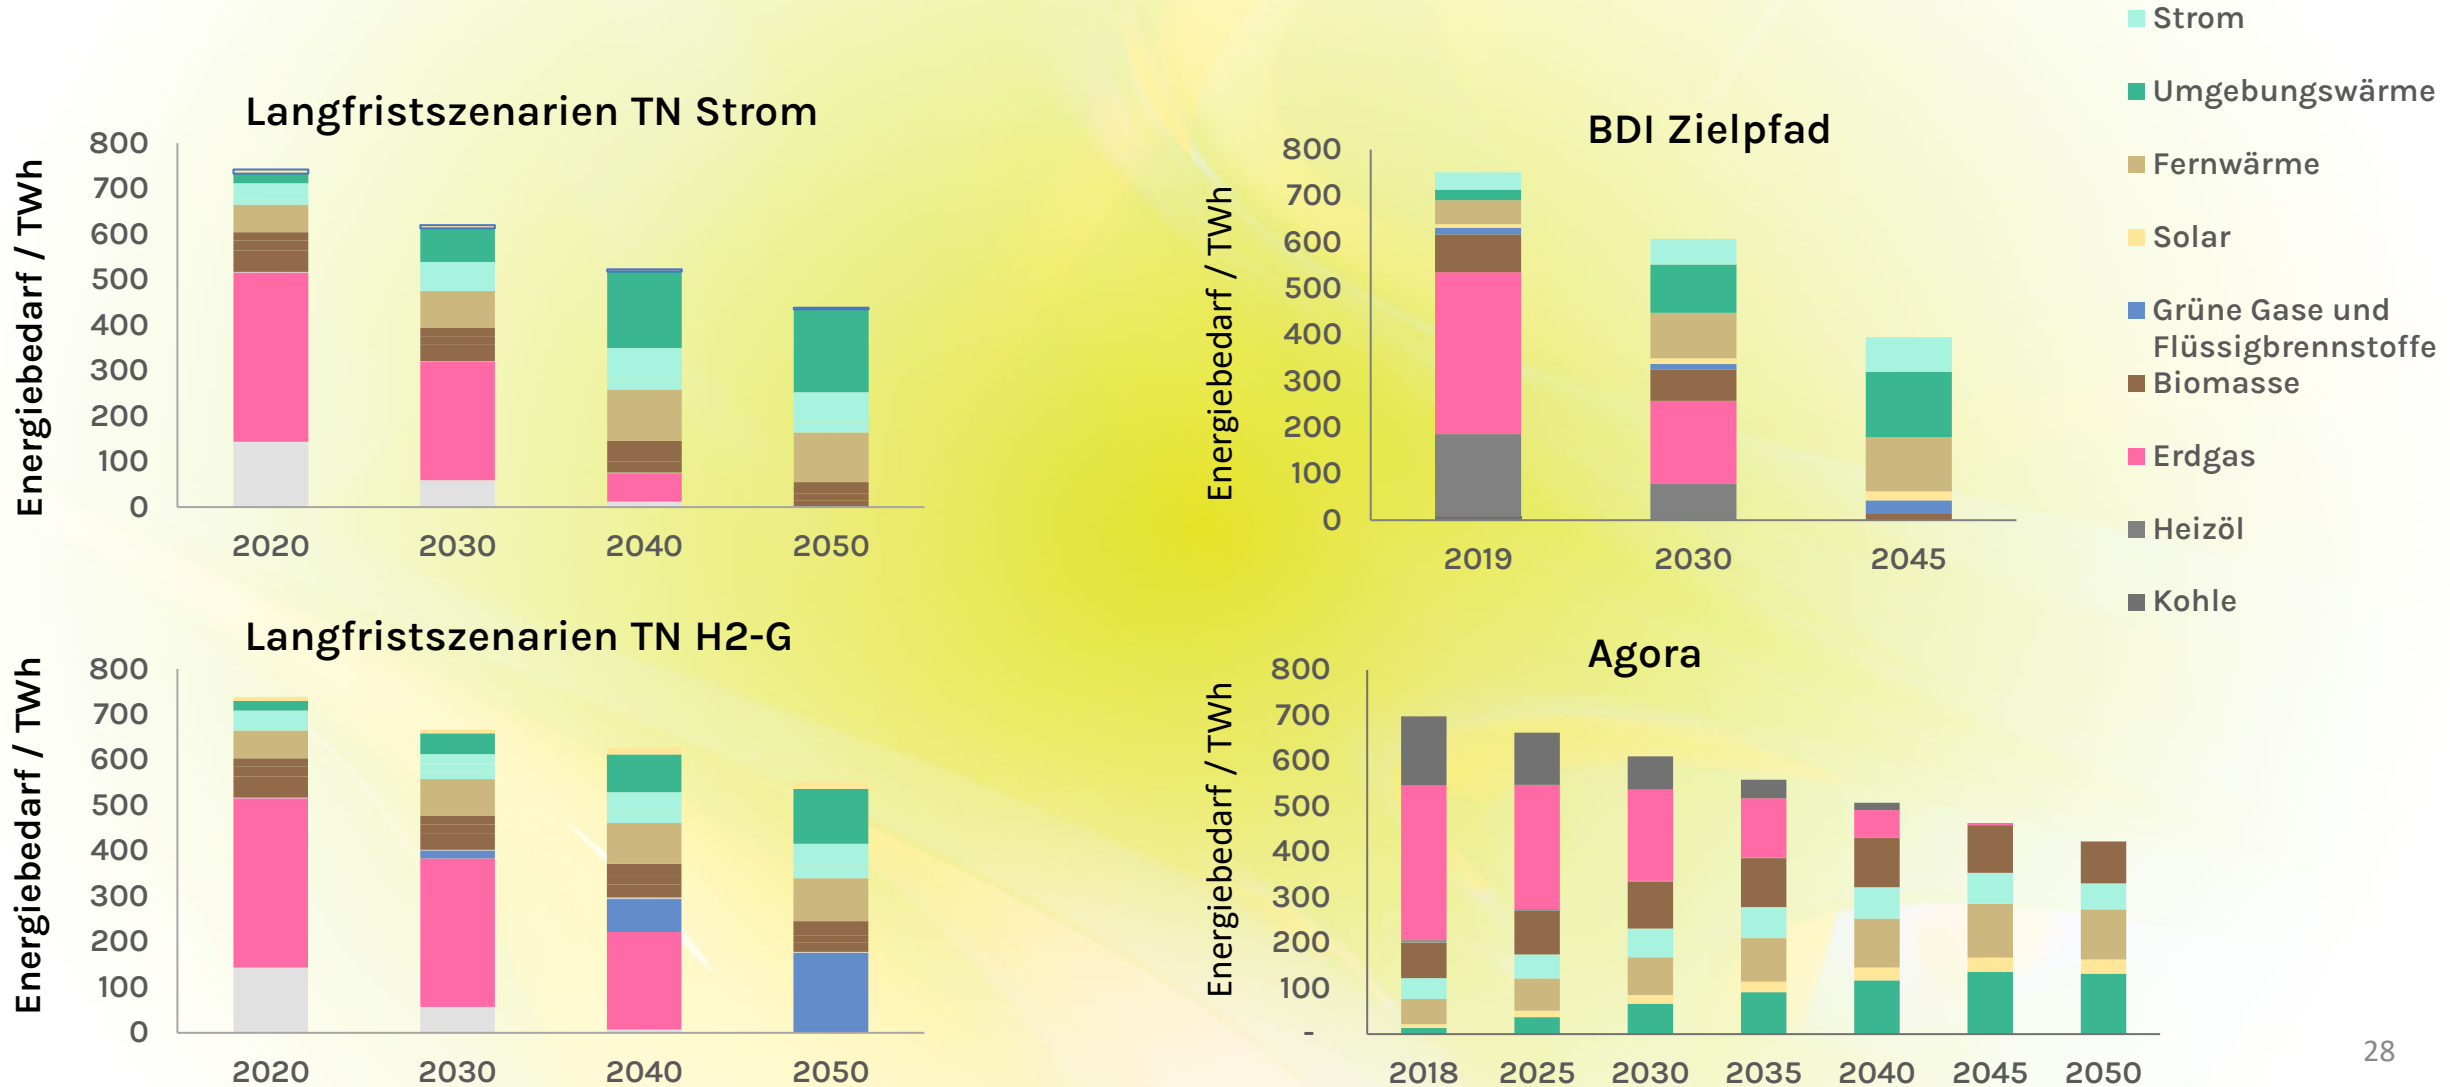 Langfristszenarien TN Strom
Energiebedarf / TWh
800
700
600
500
400
300
200
100
0
2020 2030 2040 2050
BDI Zielpfad
Energiebedarf / TWh
800
700
600
500
400
300
200
100
0
2019 2030 2045
Strom
Umgebungswärme
Fernwärme
Solar
Grüne Gase und
Flüssigbrennstoffe
Biomasse
Erdgas
Heizöl
Kohle
Langfristszenarien TN H2-G
Energiebedarf / TWh
800
700
600
500
400
300
200
100
0
2020 2030 2040 2050
Agora
Energiebedarf / TWh
800
700
600
500
400
300
200
100
-
2018 2025 2030 2035 2040 2045 2050
28